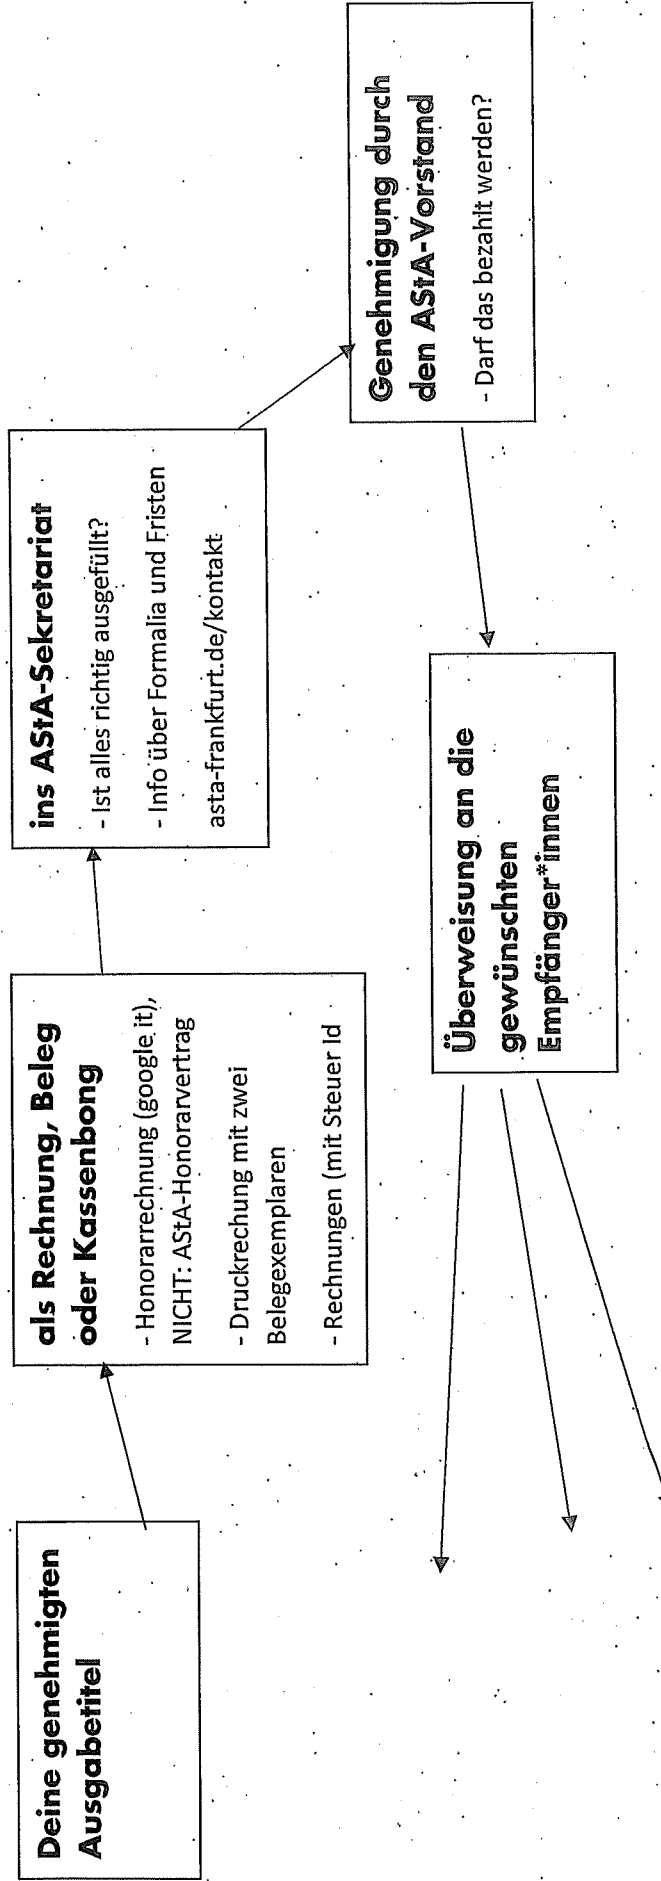 Deine genehmigten
Ausgabetitel
als Rechnung, Beleg
oder Kassenbong
- Honorarrechnung (google it),
NICHT: AStA-Honorarvertrag
- Druckrechung mit zwei
Belegexemplaren
- Rechnungen (mit Steuer Id
ins AStA-Sekretariat
- Ist alles richtig ausgefüllt?
- Info über Formalia und Fristen
asta-frankfurt.de/kontakt
Genehmigung durch
den AStA-Vorstand
- Darf das bezahlt werden?
Überweisung an die
gewünschten
Empfänger*innen